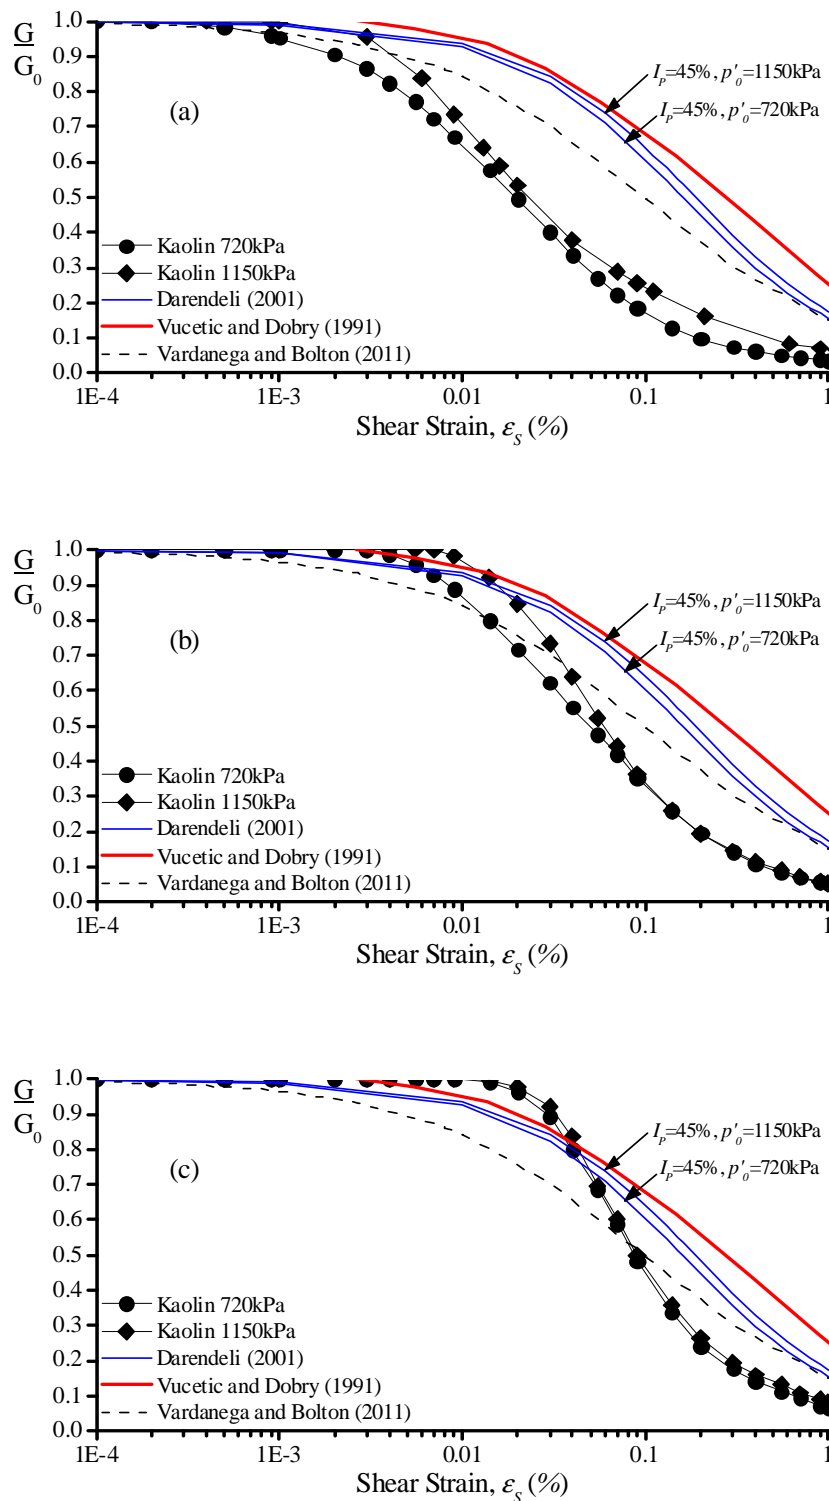 1.0
0.9
0.8
0.7
0.6
0.5
0.4
0.3
0.2
0.1
0.0
G
G0
(a)
IP=45%, p'0=1150kPa
IP=45%, p'0=720kPa
Kaolin 720kPa
Kaolin 1150kPa
Darendeli (2001)
Vucetic and Dobry (1991)
Vardanega and Bolton (2011)
1E-4 1E-3 0.01 0.1 1
Shear Strain, εS (%)
1.0
0.9
0.8
0.7
0.6
0.5
0.4
0.3
0.2
0.1
0.0
G
G0
(b)
IP=45%, p'0=1150kPa
IP=45%, p'0=720kPa
Kaolin 720kPa
Kaolin 1150kPa
Darendeli (2001)
Vucetic and Dobry (1991)
Vardanega and Bolton (2011)
1E-4 1E-3 0.01 0.1 1
Shear Strain, εS (%)
1.0
0.9
0.8
0.7
0.6
0.5
0.4
0.3
0.2
0.1
0.0
G
G0
(c)
IP=45%, p'0=1150kPa
IP=45%, p'0=720kPa
Kaolin 720kPa
Kaolin 1150kPa
Darendeli (2001)
Vucetic and Dobry (1991)
Vardanega and Bolton (2011)
1E-4 1E-3 0.01 0.1 1
Shear Strain, εS (%)